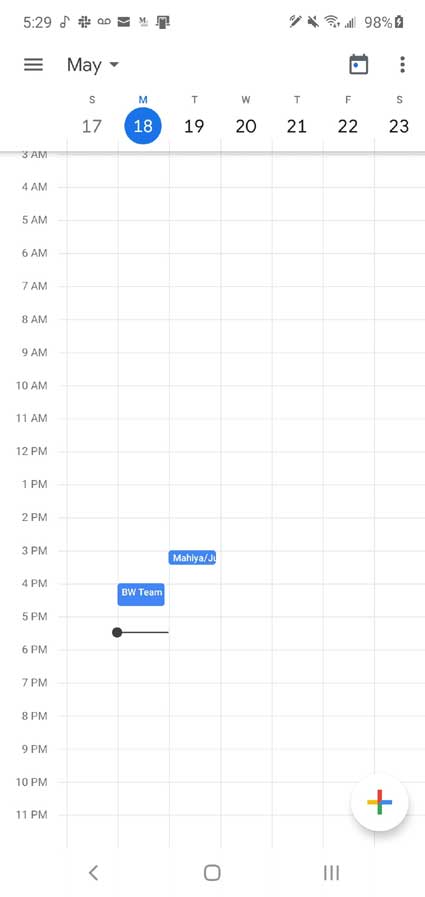 5:29 98%
May
S M T W T F S
17 18 19 20 21 22 23
3 AM
4 AM
5 AM
6 AM
7 AM
8 AM
9 AM
10 AM
11 AM
12 PM
1 PM
2 PM
3 PM Mahiya/Ju
4 PM BW Team
5 PM
6 PM
7 PM
8 PM
9 PM
10 PM
11 PM